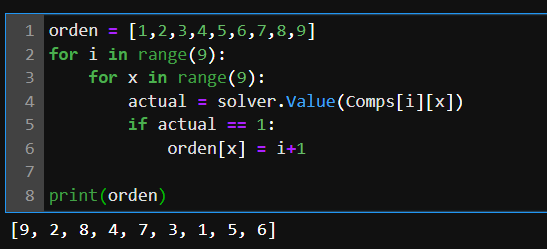 1 orden = [1,2,3,4,5,6,7,8,9]
2 for i in range(9):
3     for x in range(9):
4         actual = solver.Value(Comps[i][x])
5         if actual == 1:
6             orden[x] = i+1
7
8 print(orden)
[9, 2, 8, 4, 7, 3, 1, 5, 6]